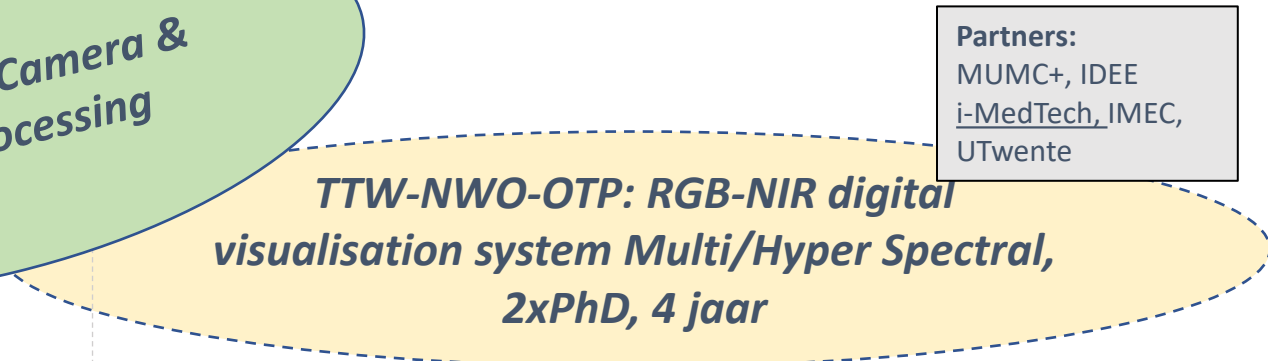 Camera &
Partners:
MUMC+, IDEE
i-MedTech, IMEC,
UTwente
TTW-NWO-OTP: RGB-NIR digital
visualisation system Multi/Hyper Spectral,
2xPhD, 4 jaar